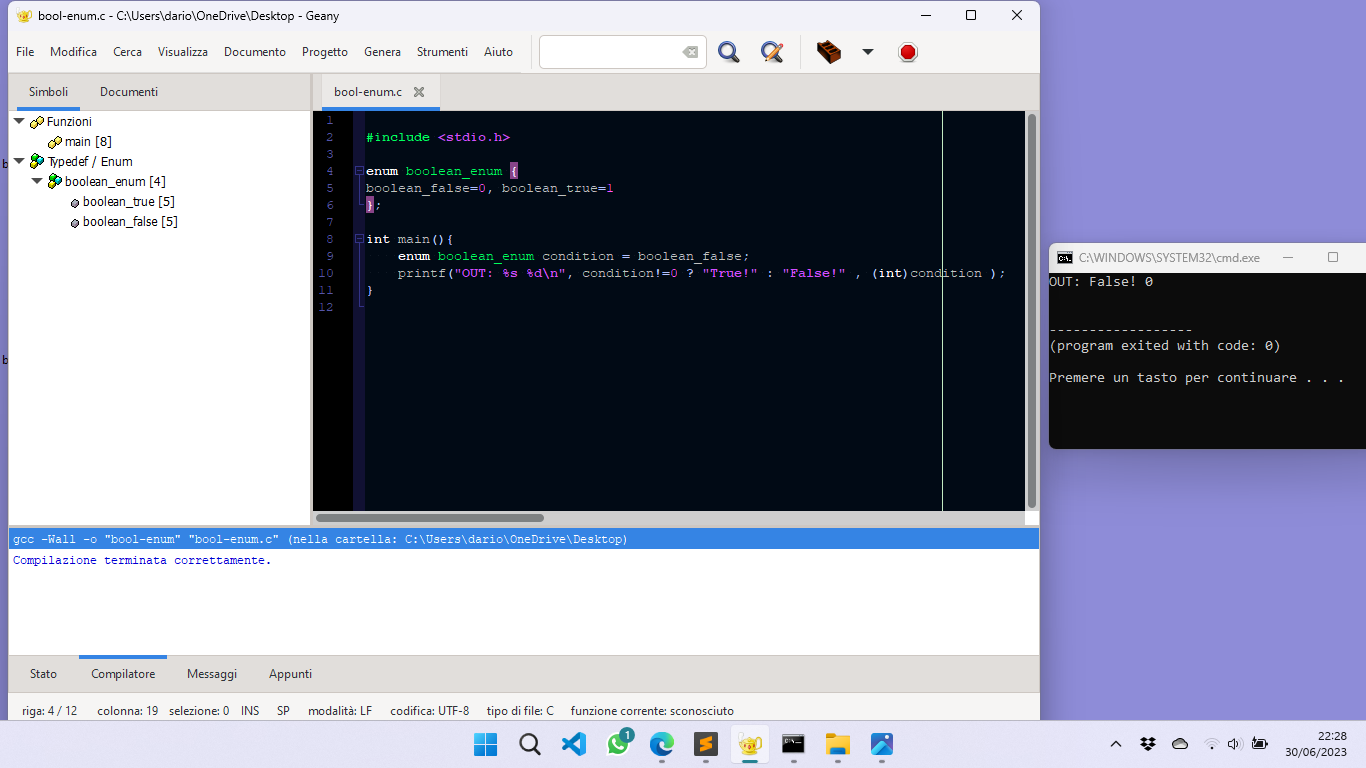 bool-enum.c - C:\Users\dario\OneDrive\Desktop - Geany
File Modifica Cerca Visualizza Documento Progetto Genera Strumenti Aiuto
Simboli Documenti
Funzioni
main [8]
Typedef / Enum
boolean_enum [4]
boolean_true [5]
boolean_false [5]
bool-enum.c
1
2 #include <stdio.h>
3
4 enum boolean_enum {
5 boolean_false=0, boolean_true=1
6 };
7
8 int main(){
9 enum boolean_enum condition = boolean_false;
10 printf("OUT: %s %d\n", condition!=0 ? "True!" : "False!" , (int)condition );
11 }
12
gcc -Wall -o "bool-enum" "bool-enum.c" (nella cartella: C:\Users\dario\OneDrive\Desktop)
Compilazione terminata correttamente.
Stato Compilatore Messaggi Appunti
riga: 4 / 12 colonna: 19 selezione: 0 INS SP modalità: LF codifica: UTF-8 tipo di file: C funzione corrente: sconosciuto
C:\WINDOWS\SYSTEM32\cmd.exe
OUT: False! 0
------------------
(program exited with code: 0)
Premere un tasto per continuare . . .
b
b
1
22:28
30/06/2023